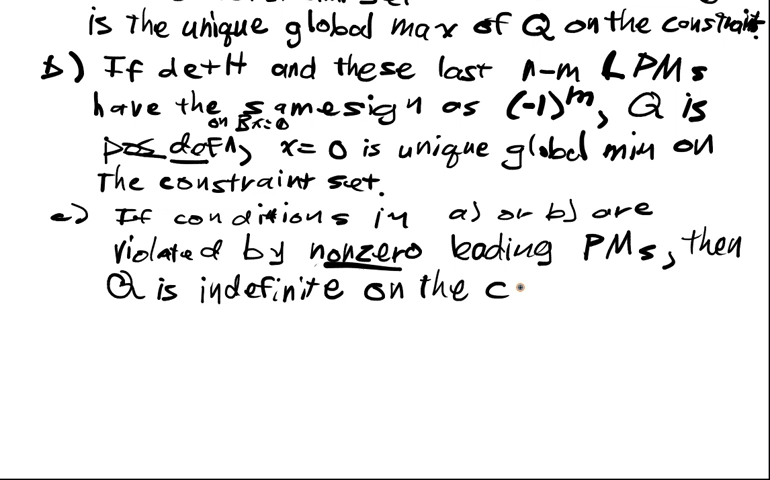 is the unique global max of Q on the constraint
b) If det H and these last n-m LPMs
have the same sign as (-1)^m, Q is
on Bx=0
pos def ∧, x = 0 is unique global min on
The constraint set.
c) If conditions in a) or b) are
violated by nonzero leading PMs, then
Q is indefinite on the c